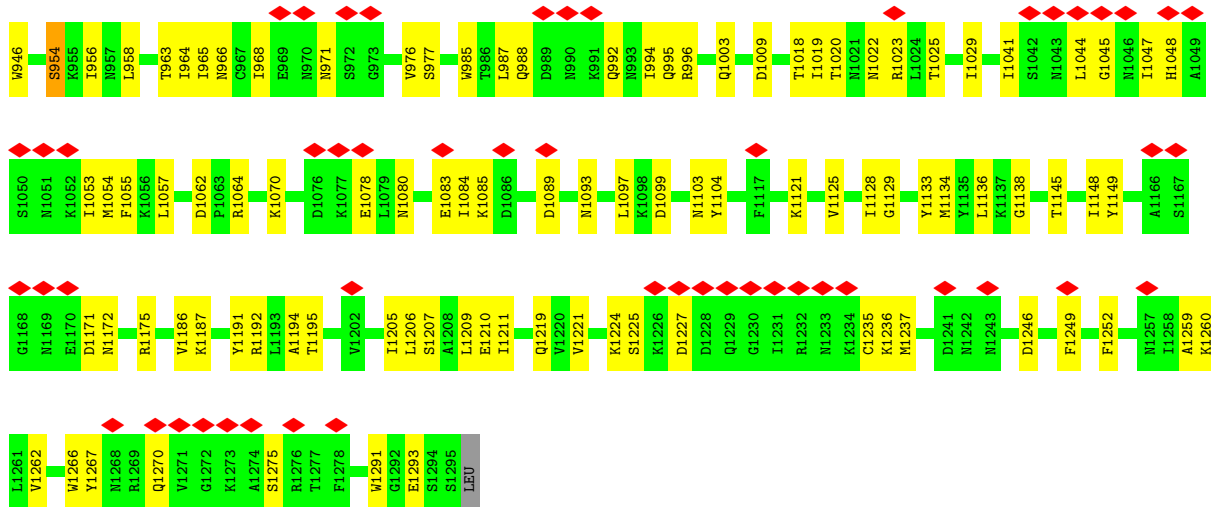 W946 S954 K955 I956 N957 L958 T963 I964 I965 N966 C967 I968 E969 N970 N971 S972 G973 V976 S977 W985 T986 L987 Q988 D989 N990 K991 Q992 N993 I994 Q995 R996 Q1003 D1009 T1018 I1019 T1020 N1021 N1022 R1023 L1024 T1025 I1029 I1041 S1042 N1043 L1044 G1045 N1046 I1047 H1048 A1049
S1050 N1051 K1052 I1053 M1054 F1055 K1056 L1057 D1062 P1063 R1064 K1070 D1076 K1077 E1078 L1079 N1080 E1083 I1084 K1085 D1086 D1089 N1093 L1097 K1098 D1099 N1103 Y1104 F1117 K1121 V1125 I1128 G1129 Y1133 M1134 Y1135 L1136 K1137 G1138 T1145 I1148 Y1149 A1166 S1167
G1168 N1169 E1170 D1171 N1172 R1175 V1186 K1187 Y1191 R1192 L1193 A1194 T1195 V1202 I1205 L1206 S1207 A1208 L1209 E1210 I1211 Q1219 V1220 V1221 K1224 S1225 K1226 D1227 D1228 Q1229 G1230 I1231 R1232 N1233 K1234 C1235 K1236 M1237 D1241 N1242 N1243 D1246 F1249 F1252 N1257 I1258 A1259 K1260
L1261 V1262 W1266 Y1267 N1268 R1269 Q1270 V1271 G1272 K1273 A1274 S1275 R1276 T1277 F1278 W1291 G1292 E1293 S1294 S1295 LEU